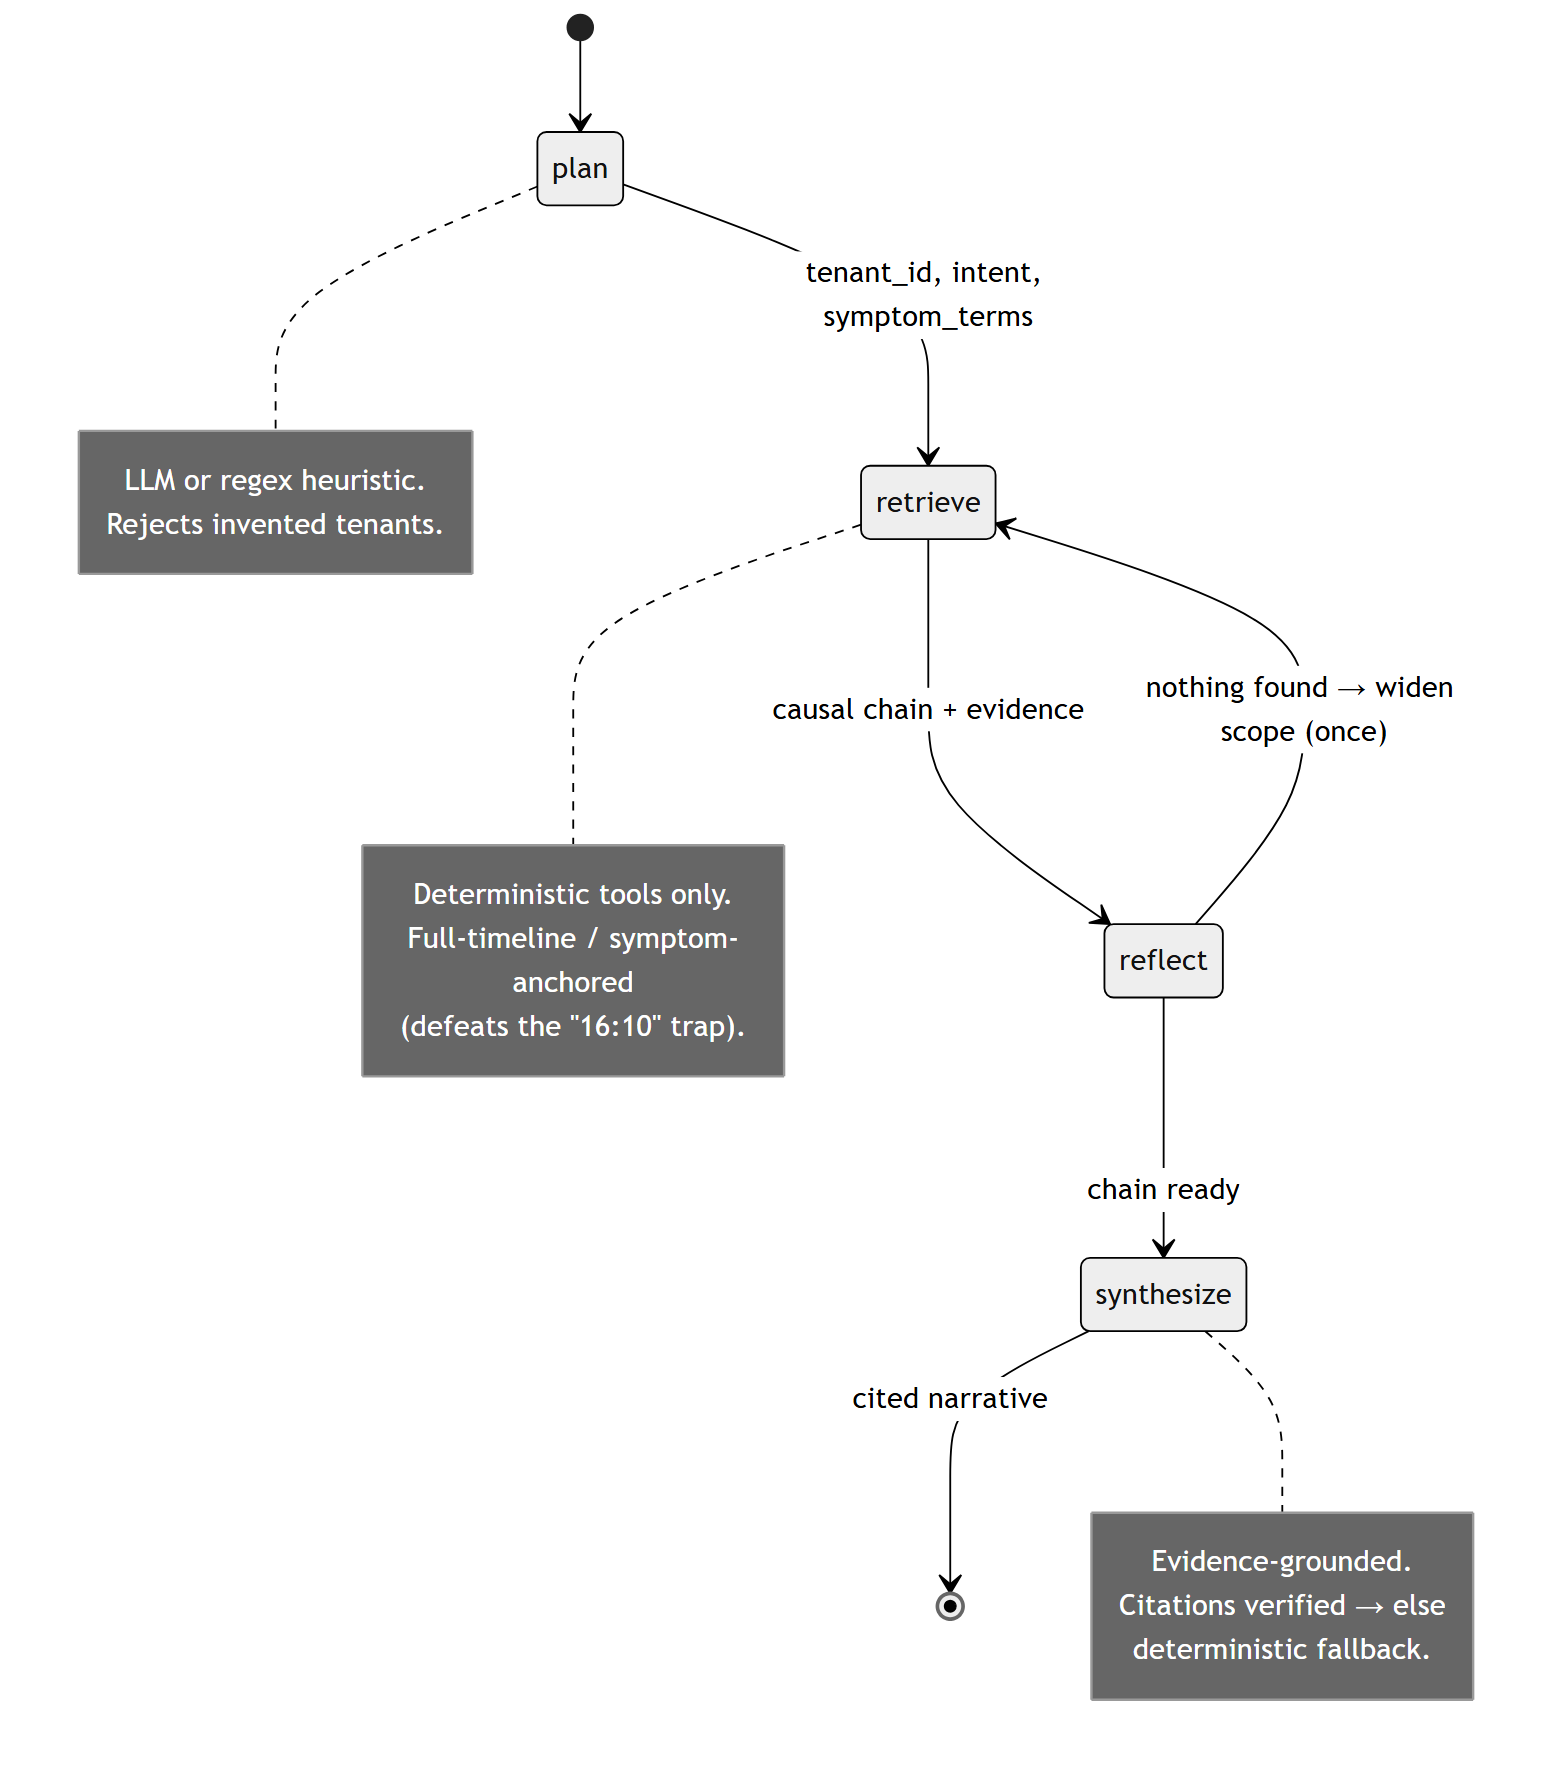 plan
tenant_id, intent,
symptom_terms
LLM or regex heuristic.
Rejects invented tenants.
retrieve
causal chain + evidence
nothing found → widen
scope (once)
Deterministic tools only.
Full-timeline / symptom-
anchored
(defeats the "16:10" trap).
reflect
chain ready
synthesize
cited narrative
Evidence-grounded.
Citations verified → else
deterministic fallback.